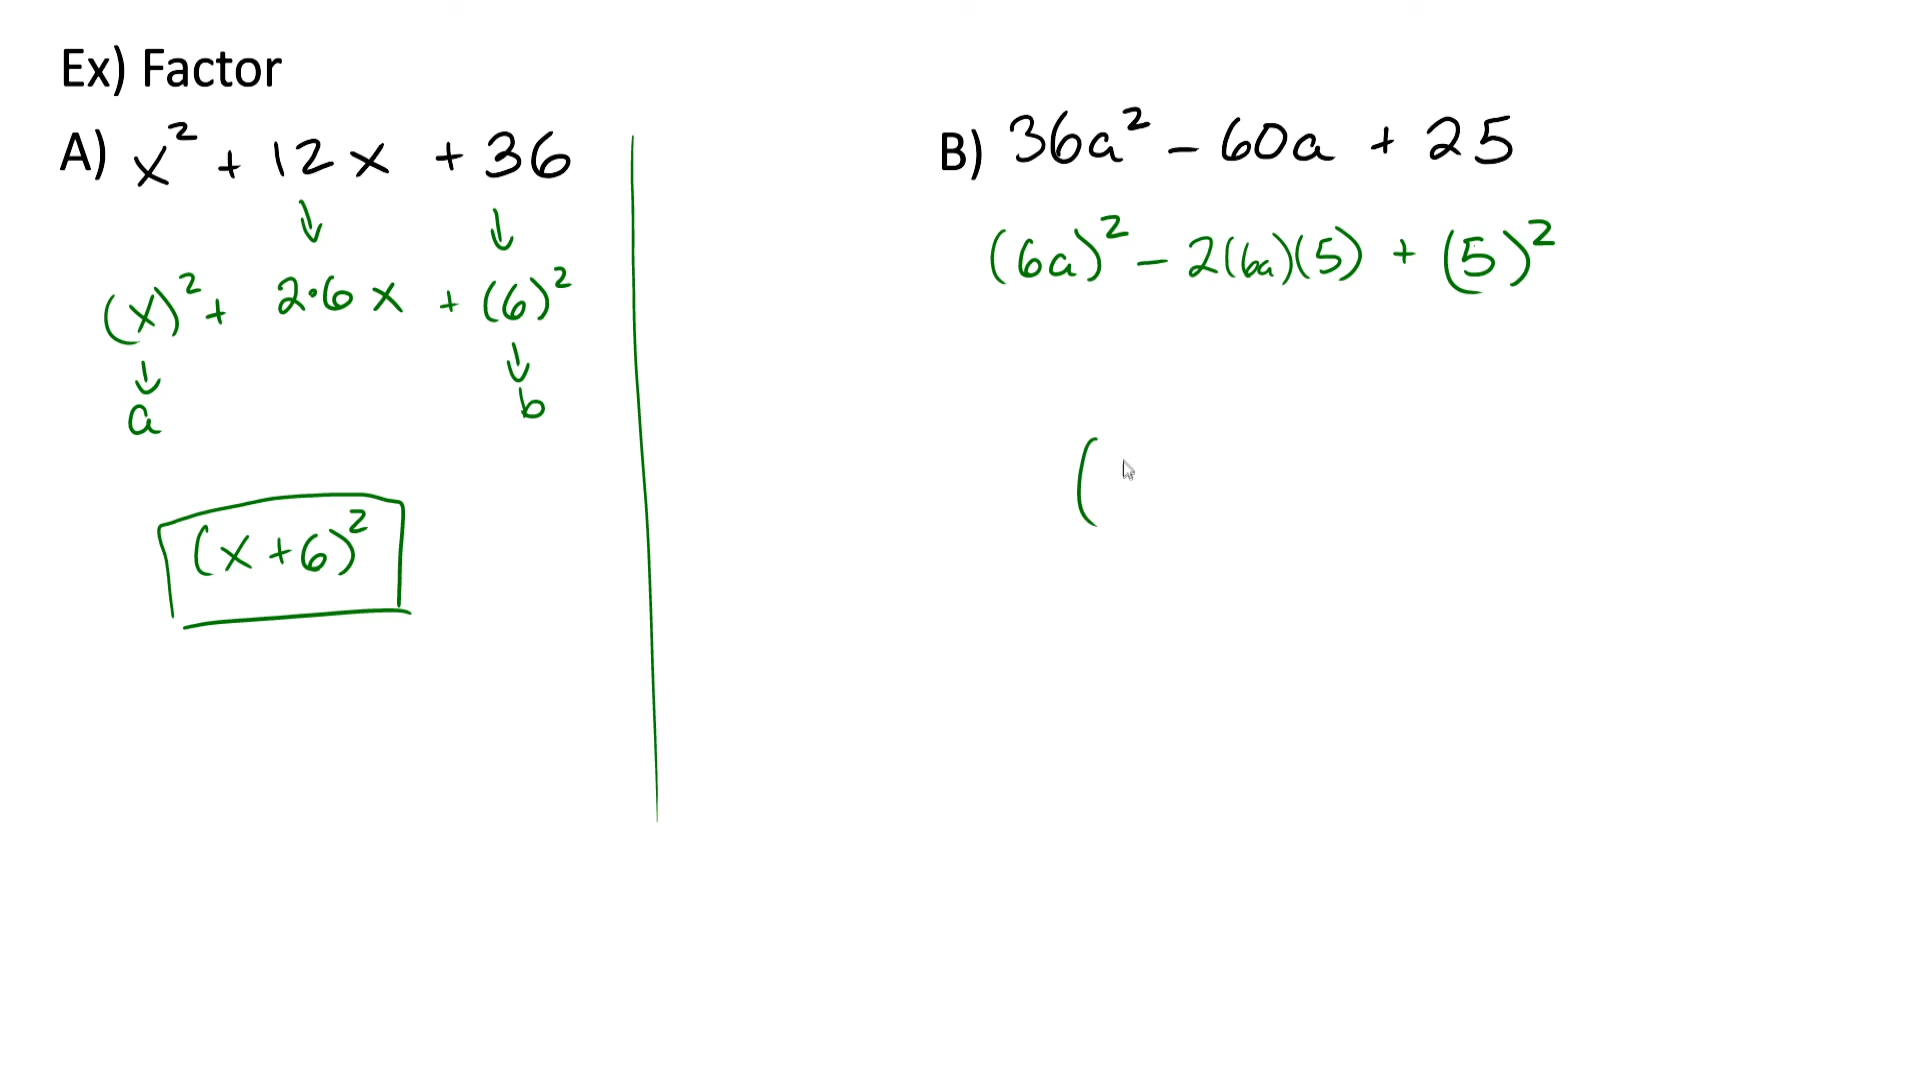 Ex) Factor
A) x² + 12x + 36
(x)² + 2·6x + (6)²
a b
(x+6)²
B) 36a² - 60a + 25
(6a)² - 2(6a)(5) + (5)²
(